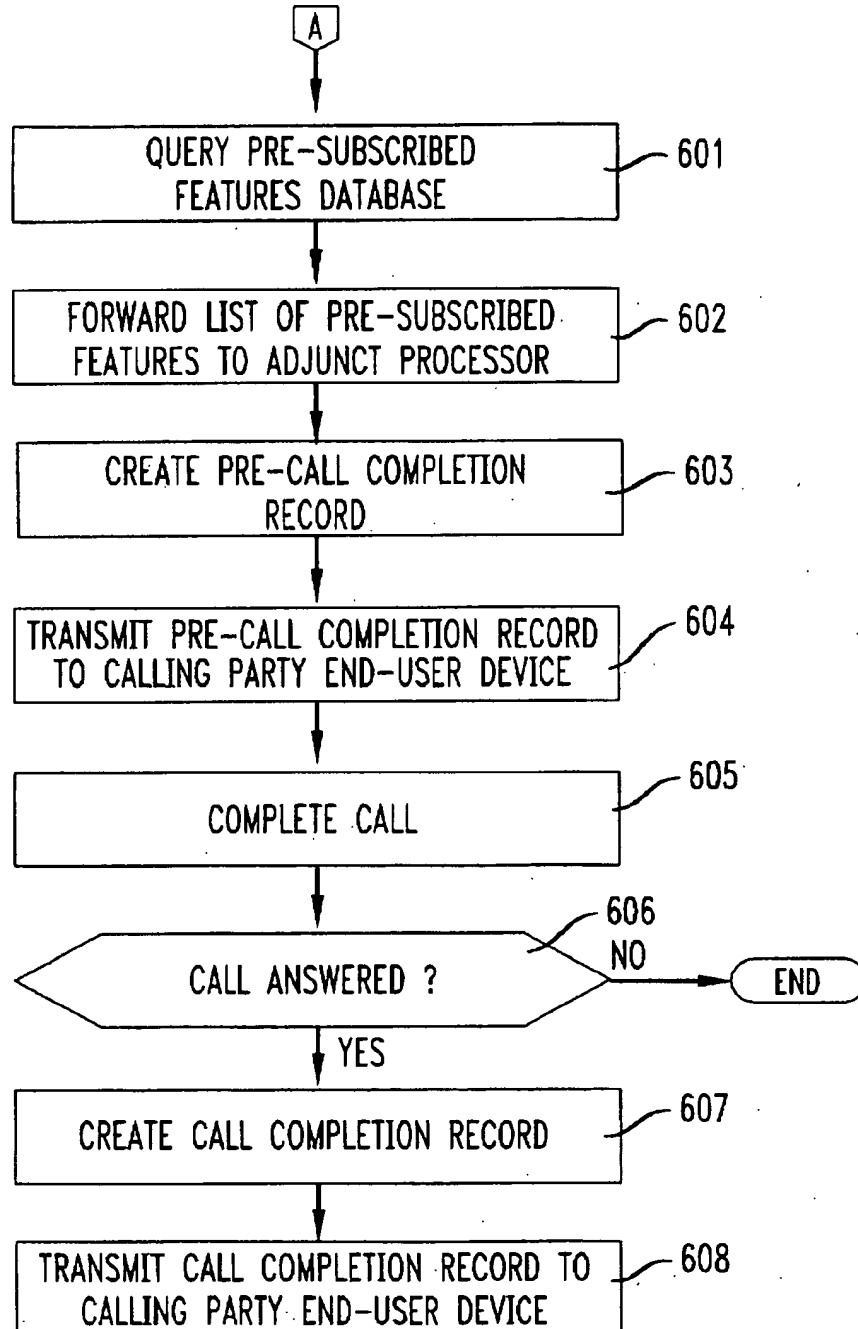 A
QUERY PRE-SUBSCRIBED
FEATURES DATABASE
601
FORWARD LIST OF PRE-SUBSCRIBED
FEATURES TO ADJUNCT PROCESSOR
602
CREATE PRE-CALL COMPLETION
RECORD
603
TRANSMIT PRE-CALL COMPLETION RECORD
TO CALLING PARTY END-USER DEVICE
604
COMPLETE CALL
605
CALL ANSWERED ?
606
NO
END
YES
CREATE CALL COMPLETION RECORD
607
TRANSMIT CALL COMPLETION RECORD TO
CALLING PARTY END-USER DEVICE
608